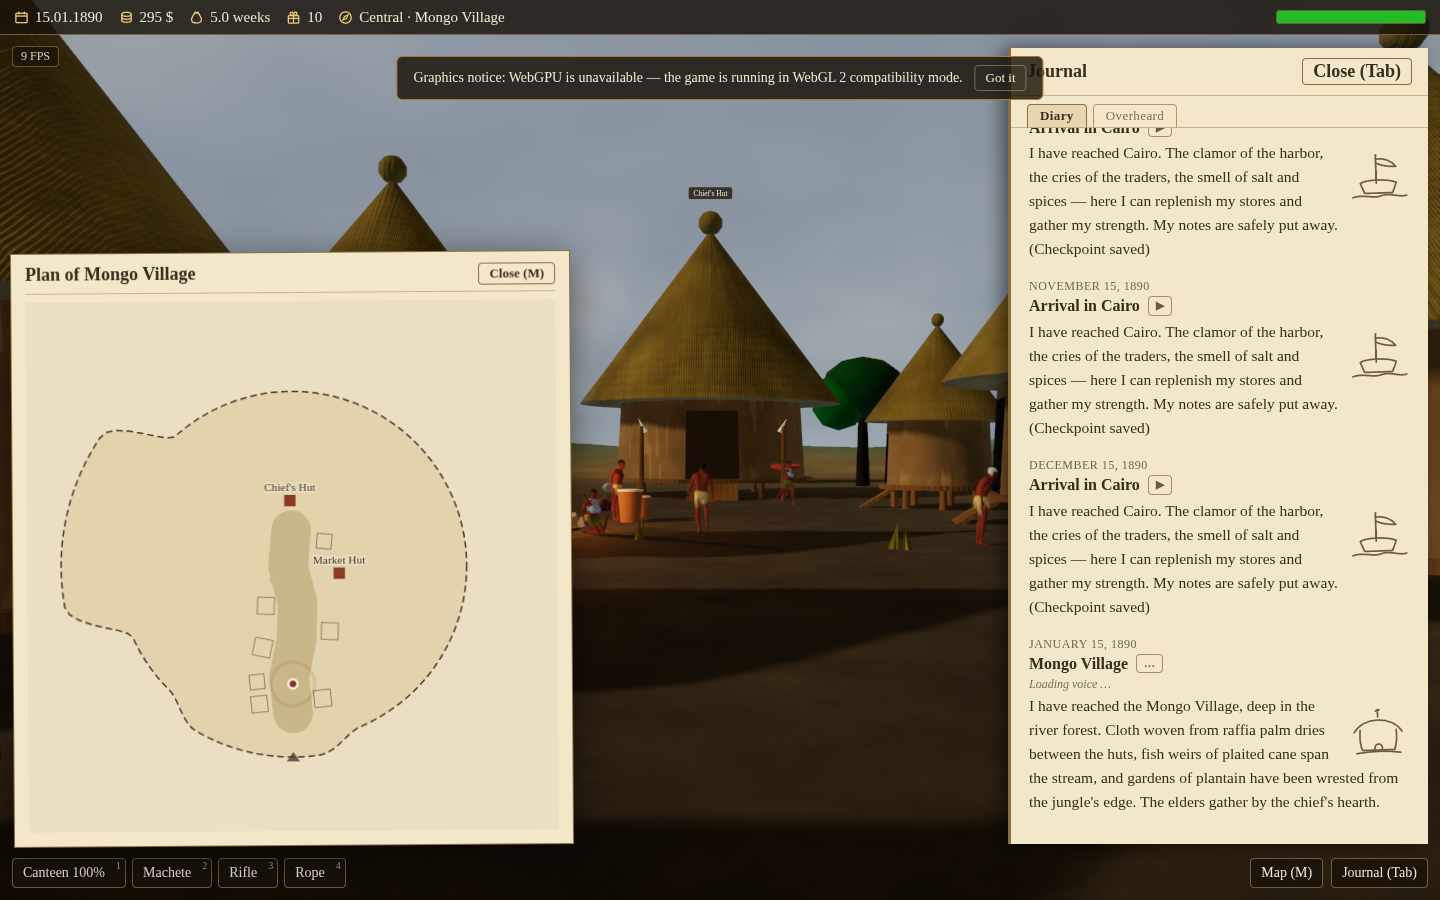 15.01.1890 295 $ 5.0 weeks 10 Central · Mongo Village
9 FPS
Graphics notice: WebGPU is unavailable — the game is running in WebGL 2 compatibility mode. Got it
Journal
Close (Tab)
Diary Overheard
Arrival in Cairo
I have reached Cairo. The clamor of the harbor,
the cries of the traders, the smell of salt and
spices — here I can replenish my stores and
gather my strength. My notes are safely put away.
(Checkpoint saved)
NOVEMBER 15, 1890
Arrival in Cairo
I have reached Cairo. The clamor of the harbor,
the cries of the traders, the smell of salt and
spices — here I can replenish my stores and
gather my strength. My notes are safely put away.
(Checkpoint saved)
DECEMBER 15, 1890
Arrival in Cairo
I have reached Cairo. The clamor of the harbor,
the cries of the traders, the smell of salt and
spices — here I can replenish my stores and
gather my strength. My notes are safely put away.
(Checkpoint saved)
JANUARY 15, 1890
Mongo Village ...
Loading voice …
I have reached the Mongo Village, deep in the
river forest. Cloth woven from raffia palm dries
between the huts, fish weirs of plaited cane span
the stream, and gardens of plantain have been wrested from
the jungle's edge. The elders gather by the chief's hearth.
Chief's Hut
Plan of Mongo Village
Close (M)
Chief's Hut
Market Hut
Canteen 100% 1 Machete 2 Rifle 3 Rope 4
Map (M) Journal (Tab)